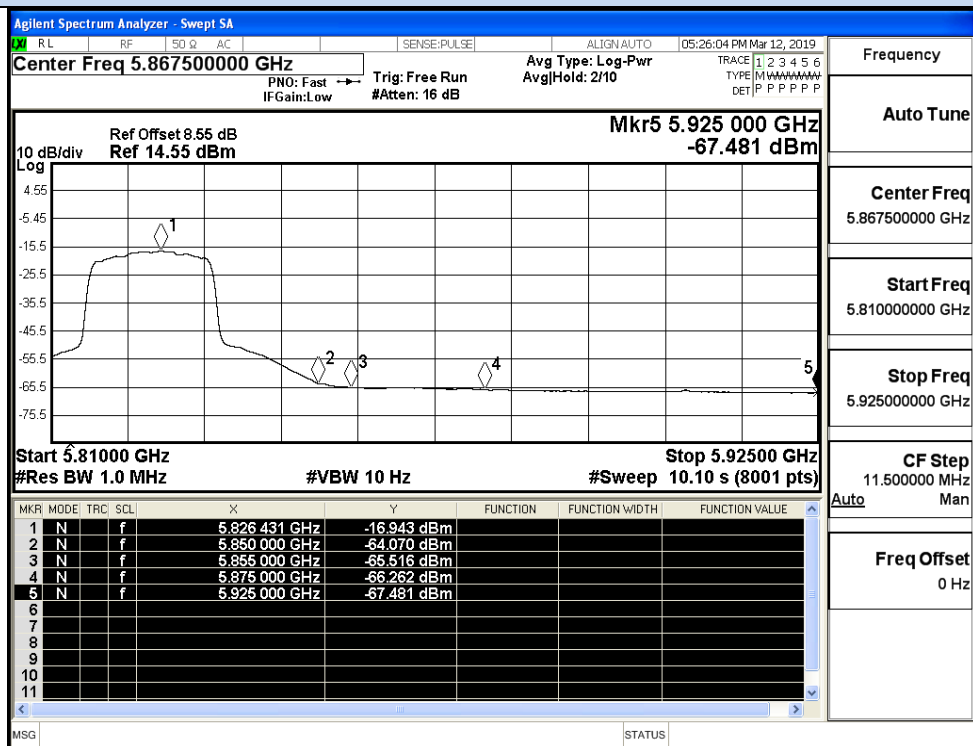 Agilent Spectrum Analyzer - Swept SA
LXI RL RF 50 Ω AC SENSE:PULSE ALIGN AUTO 05:26:04 PM Mar 12, 2019
Center Freq 5.867500000 GHz
PNO: Fast
IFGain:Low
Trig: Free Run
#Atten: 16 dB
Avg Type: Log-Pwr
Avg|Hold: 2/10
TRACE 1 2 3 4 5 6
TYPE M WWWWW
DET P P P P P P
Ref Offset 8.55 dB
10 dB/div Ref 14.55 dBm
Log
Mkr5 5.925 000 GHz
-67.481 dBm
4.55
-5.45
-15.5
-25.5
-35.5
-45.5
-55.5
-65.5
-75.5
1
2
3
4
5
Start 5.81000 GHz Stop 5.92500 GHz
#Res BW 1.0 MHz #VBW 10 Hz #Sweep 10.10 s (8001 pts)
MKR MODE TRC SCL X Y FUNCTION FUNCTION WIDTH FUNCTION VALUE
1 N f 5.826 431 GHz -16.943 dBm
2 N f 5.850 000 GHz -64.070 dBm
3 N f 5.855 000 GHz -65.516 dBm
4 N f 5.875 000 GHz -66.262 dBm
5 N f 5.925 000 GHz -67.481 dBm
6
7
8
9
10
11
MSG STATUS
Frequency
Auto Tune
Center Freq
5.867500000 GHz
Start Freq
5.810000000 GHz
Stop Freq
5.925000000 GHz
CF Step
11.500000 MHz
Auto Man
Freq Offset
0 Hz